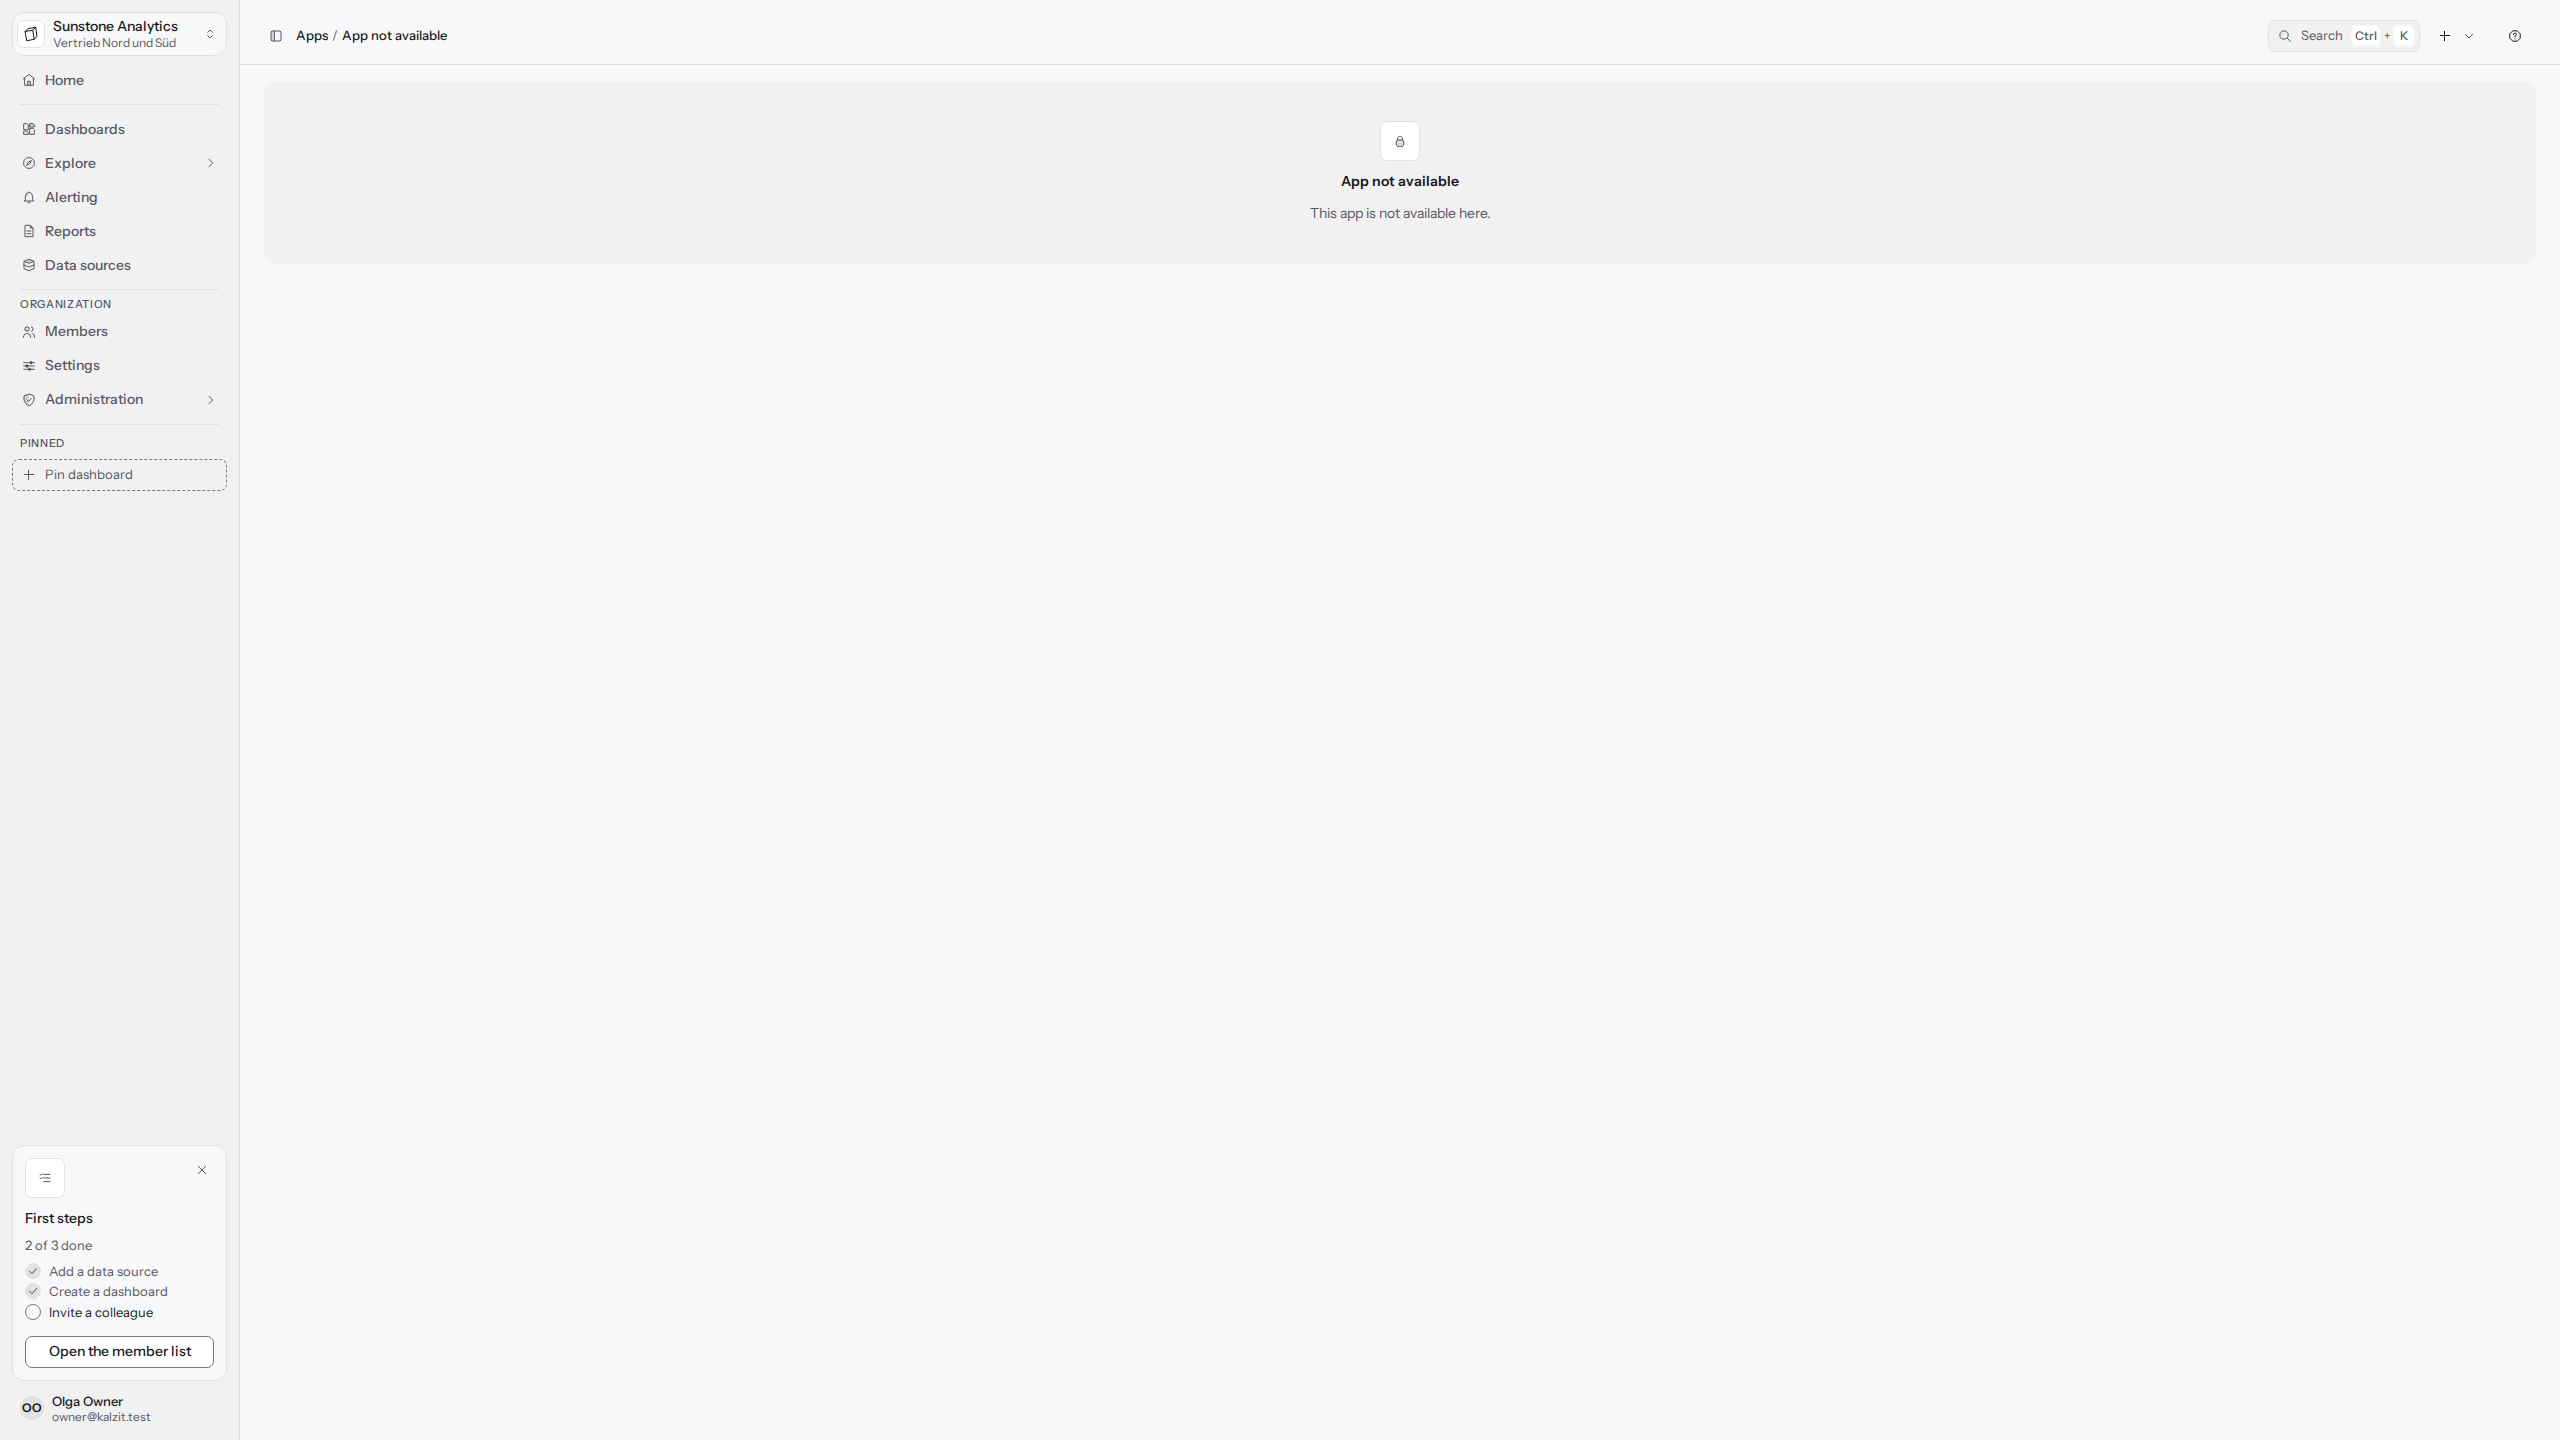 Sunstone Analytics
Vertrieb Nord und Süd
Home
Dashboards
Explore
Alerting
Reports
Data sources
ORGANIZATION
Members
Settings
Administration
PINNED
Pin dashboard
First steps
2 of 3 done
Add a data source
Create a dashboard
Invite a colleague
Open the member list
OO
Olga Owner
owner@kalzit.test
Apps / App not available
Search Ctrl + K
App not available
This app is not available here.